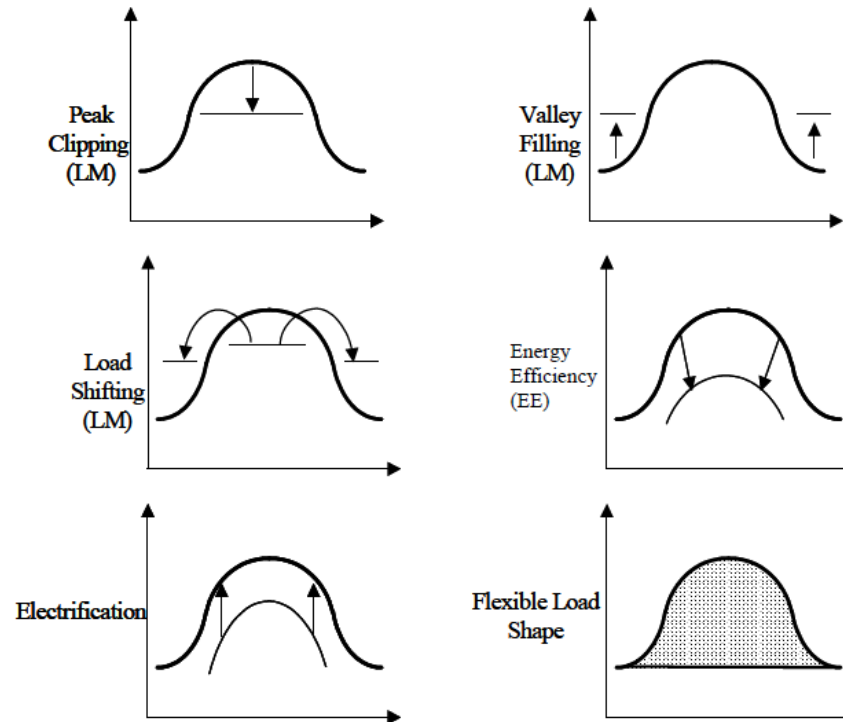 Peak
Clipping
(LM)
Valley
Filling
(LM)
Load
Shifting
(LM)
Energy
Efficiency
(EE)
Electrification
Flexible Load
Shape